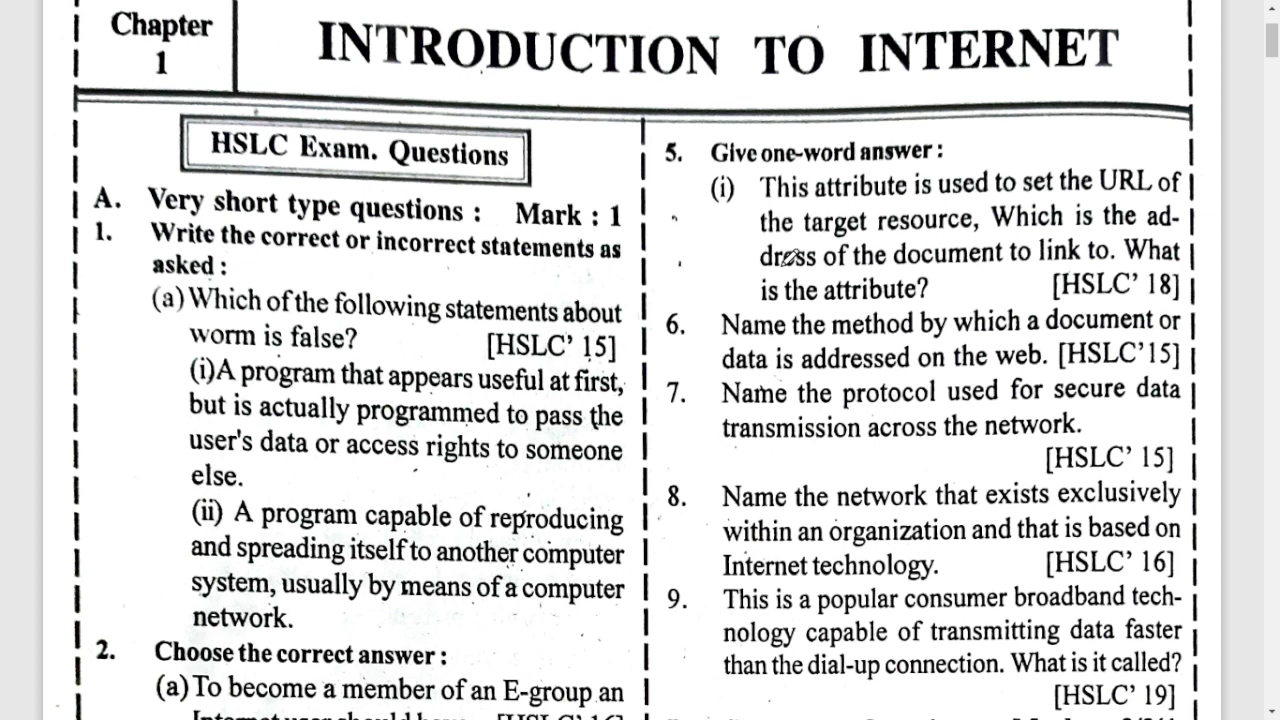 Chapter
1
INTRODUCTION TO INTERNET
HSLC Exam. Questions
A. Very short type questions : Mark : 1
1. Write the correct or incorrect statements as
asked :
(a) Which of the following statements about
worm is false? [HSLC' 15]
(i)A program that appears useful at first,
but is actually programmed to pass the
user's data or access rights to someone
else.
(ii) A program capable of reproducing
and spreading itself to another computer
system, usually by means of a computer
network.
2. Choose the correct answer :
(a) To become a member of an E-group an
5. Give one-word answer :
(i) This attribute is used to set the URL of
the target resource, Which is the ad-
dress of the document to link to. What
is the attribute? [HSLC' 18]
6. Name the method by which a document or
data is addressed on the web. [HSLC'15]
7. Name the protocol used for secure data
transmission across the network.
[HSLC' 15]
8. Name the network that exists exclusively
within an organization and that is based on
Internet technology. [HSLC' 16]
9. This is a popular consumer broadband tech-
nology capable of transmitting data faster
than the dial-up connection. What is it called?
[HSLC' 19]